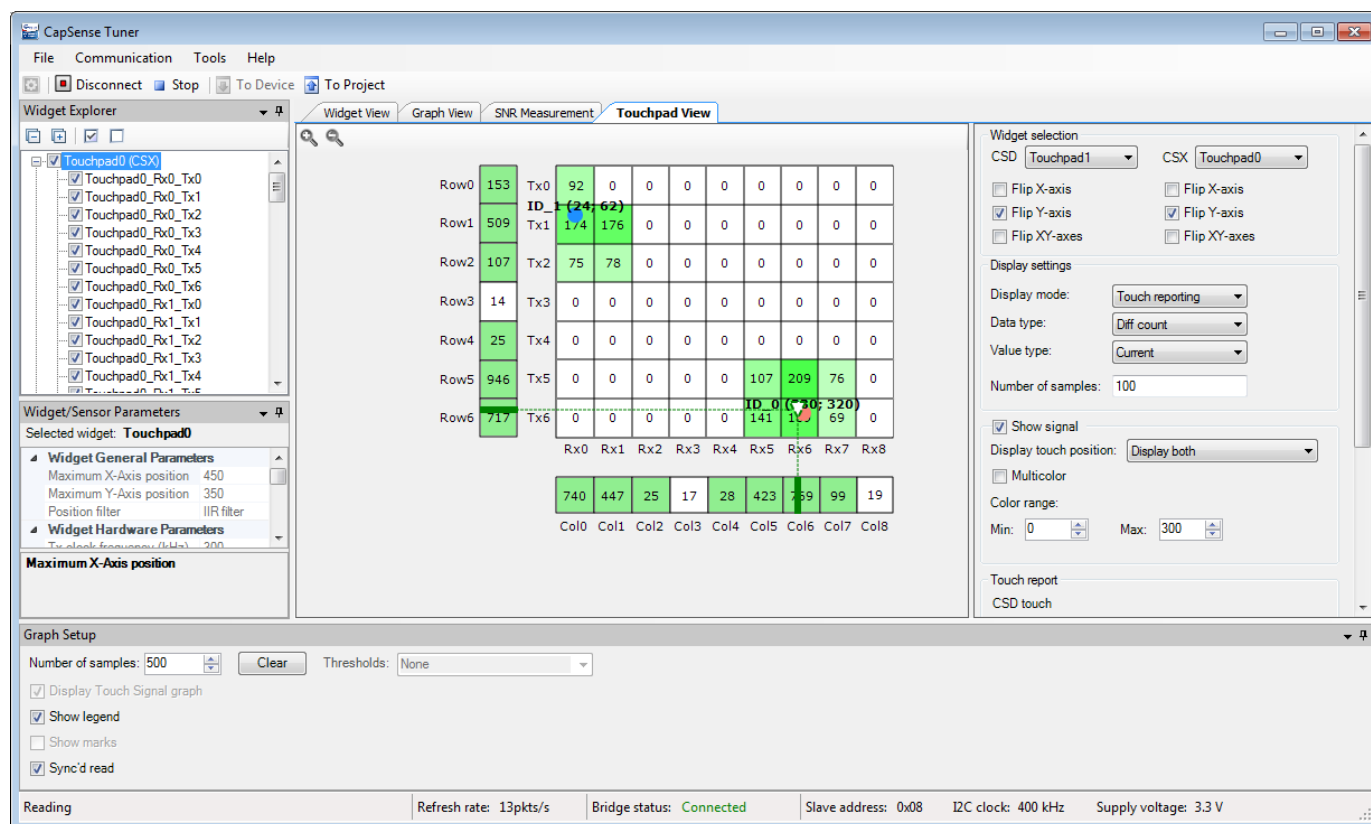 CapSense Tuner
File Communication Tools Help
Disconnect Stop To Device To Project
Widget Explorer
Touchpad0 (CSX)
Touchpad0_Rx0_Tx0
Touchpad0_Rx0_Tx1
Touchpad0_Rx0_Tx2
Touchpad0_Rx0_Tx3
Touchpad0_Rx0_Tx4
Touchpad0_Rx0_Tx5
Touchpad0_Rx0_Tx6
Touchpad0_Rx1_Tx0
Touchpad0_Rx1_Tx1
Touchpad0_Rx1_Tx2
Touchpad0_Rx1_Tx3
Touchpad0_Rx1_Tx4
Widget/Sensor Parameters
Selected widget: Touchpad0
Widget General Parameters
Maximum X-Axis position 450
Maximum Y-Axis position 350
Position filter IIR filter
Widget Hardware Parameters
Tx clock frequency (kHz) 300
Maximum X-Axis position
Widget View Graph View SNR Measurement Touchpad View
Row0 153 Tx0 92 0 0 0 0 0 0 0 0
ID_1 (24; 62)
Row1 509 Tx1 174 176 0 0 0 0 0 0 0
Row2 107 Tx2 75 78 0 0 0 0 0 0 0
Row3 14 Tx3 0 0 0 0 0 0 0 0 0
Row4 25 Tx4 0 0 0 0 0 0 0 0 0
Row5 946 Tx5 0 0 0 0 0 107 209 76 0
ID_0 ( 320)
Row6 717 Tx6 0 0 0 0 0 141 69 0
Rx0 Rx1 Rx2 Rx3 Rx4 Rx5 Rx6 Rx7 Rx8
740 447 25 17 28 423 99 19
Col0 Col1 Col2 Col3 Col4 Col5 Col6 Col7 Col8
Widget selection
CSD Touchpad1 CSX Touchpad0
Flip X-axis Flip X-axis
Flip Y-axis Flip Y-axis
Flip XY-axes Flip XY-axes
Display settings
Display mode: Touch reporting
Data type: Diff count
Value type: Current
Number of samples: 100
Show signal
Display touch position: Display both
Multicolor
Color range:
Min: 0 Max: 300
Touch report
CSD touch
Graph Setup
Number of samples: 500 Clear Thresholds: None
Display Touch Signal graph
Show legend
Show marks
Sync'd read
Reading Refresh rate: 13pkts/s Bridge status: Connected Slave address: 0x08 I2C clock: 400 kHz Supply voltage: 3.3 V